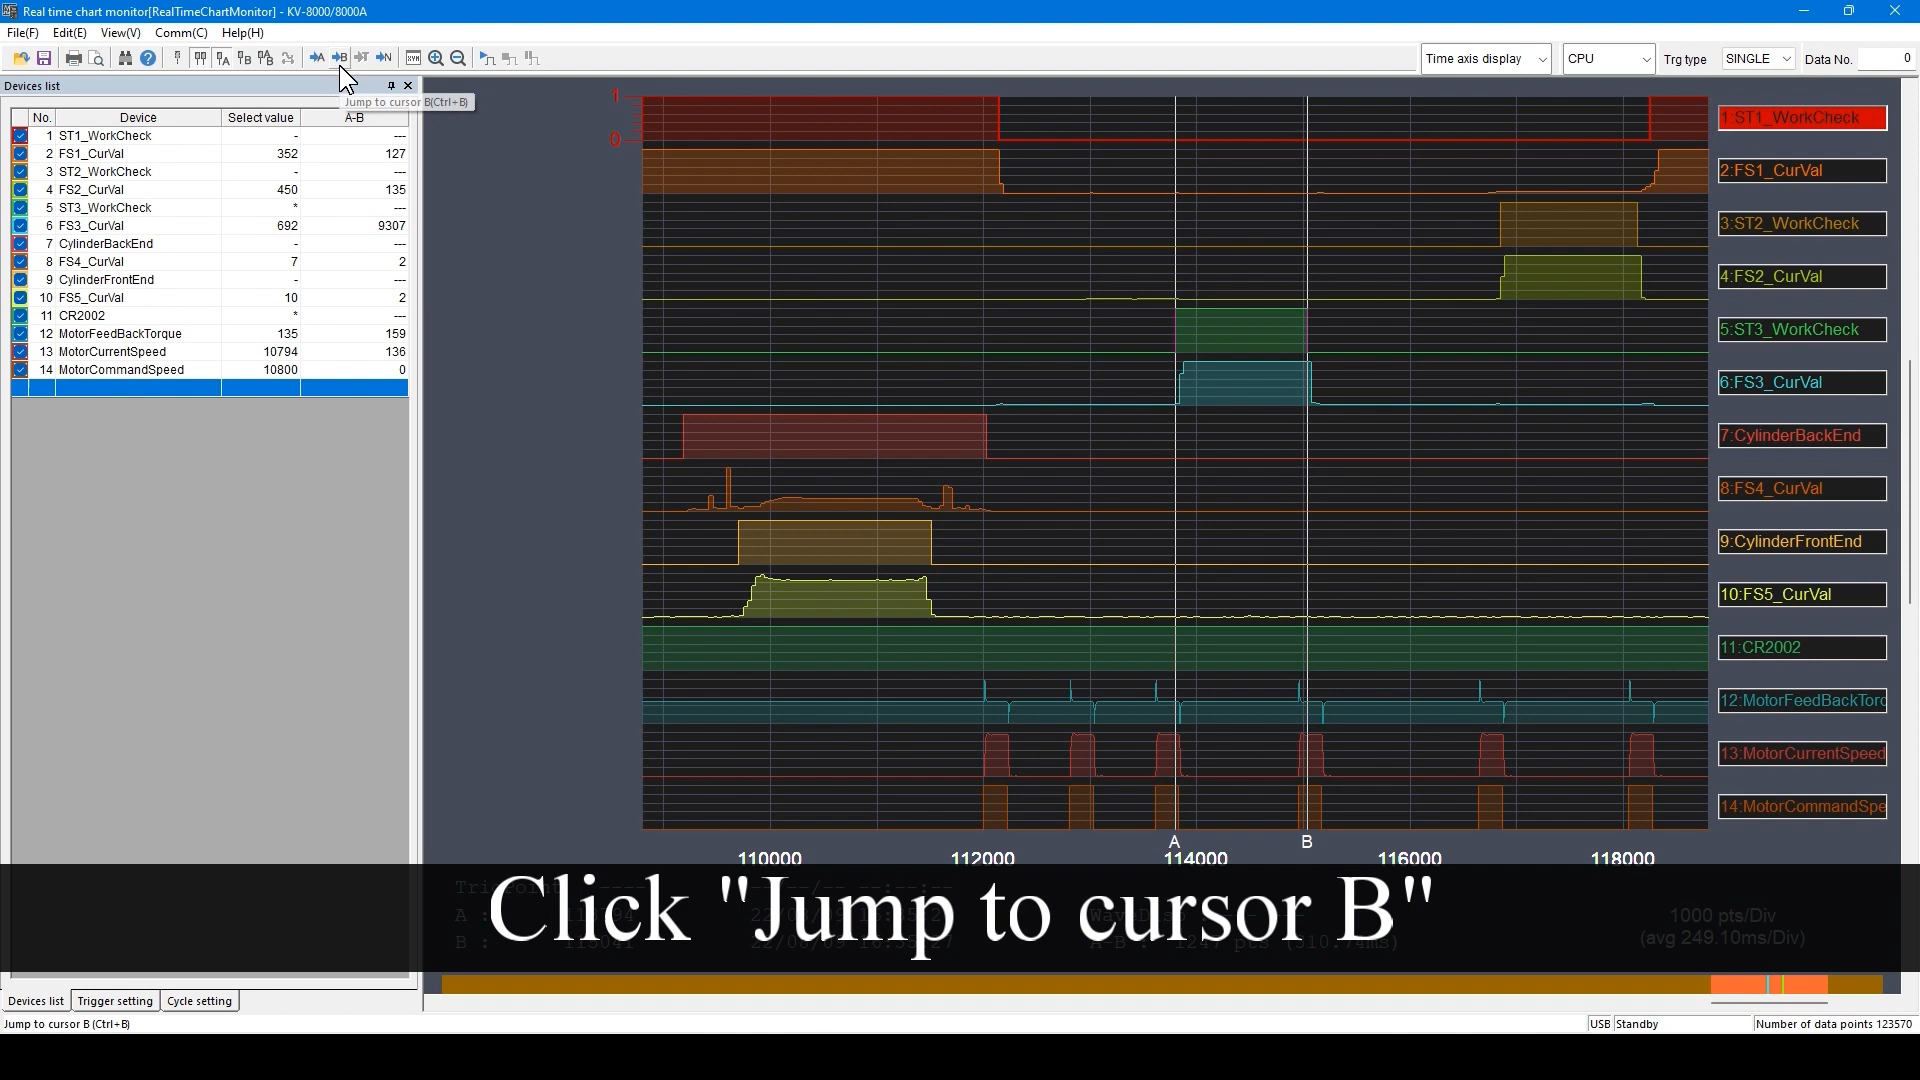 Real time chart monitor[RealTimeChartMonitor] - KV-8000/8000A
File(F) Edit(E) View(V) Comm(C) Help(H)
Time axis display CPU Trg type SINGLE Data No. 0
Devices list
Jump to cursor B(Ctrl+B)
No. Device Select value A-B
1 ST1_WorkCheck - ---
2 FS1_CurVal 352 127
3 ST2_WorkCheck - ---
4 FS2_CurVal 450 135
5 ST3_WorkCheck * ---
6 FS3_CurVal 692 9307
7 CylinderBackEnd - ---
8 FS4_CurVal 7 2
9 CylinderFrontEnd - ---
10 FS5_CurVal 10 2
11 CR2002 * ---
12 MotorFeedBackTorque 135 159
13 MotorCurrentSpeed 10794 136
14 MotorCommandSpeed 10800 0
1
0
1:ST1_WorkCheck
2:FS1_CurVal
3:ST2_WorkCheck
4:FS2_CurVal
5:ST3_WorkCheck
6:FS3_CurVal
7:CylinderBackEnd
8:FS4_CurVal
9:CylinderFrontEnd
10:FS5_CurVal
11:CR2002
12:MotorFeedBackTorq
13:MotorCurrentSpeed
14:MotorCommandSpe
A B
110000 112000 114000 116000 118000
Click "Jump to cursor B"
1000 pts/Div
(avg 249.10ms/Div)
Devices list Trigger setting Cycle setting
Jump to cursor B (Ctrl+B) USB Standby Number of data points 123570